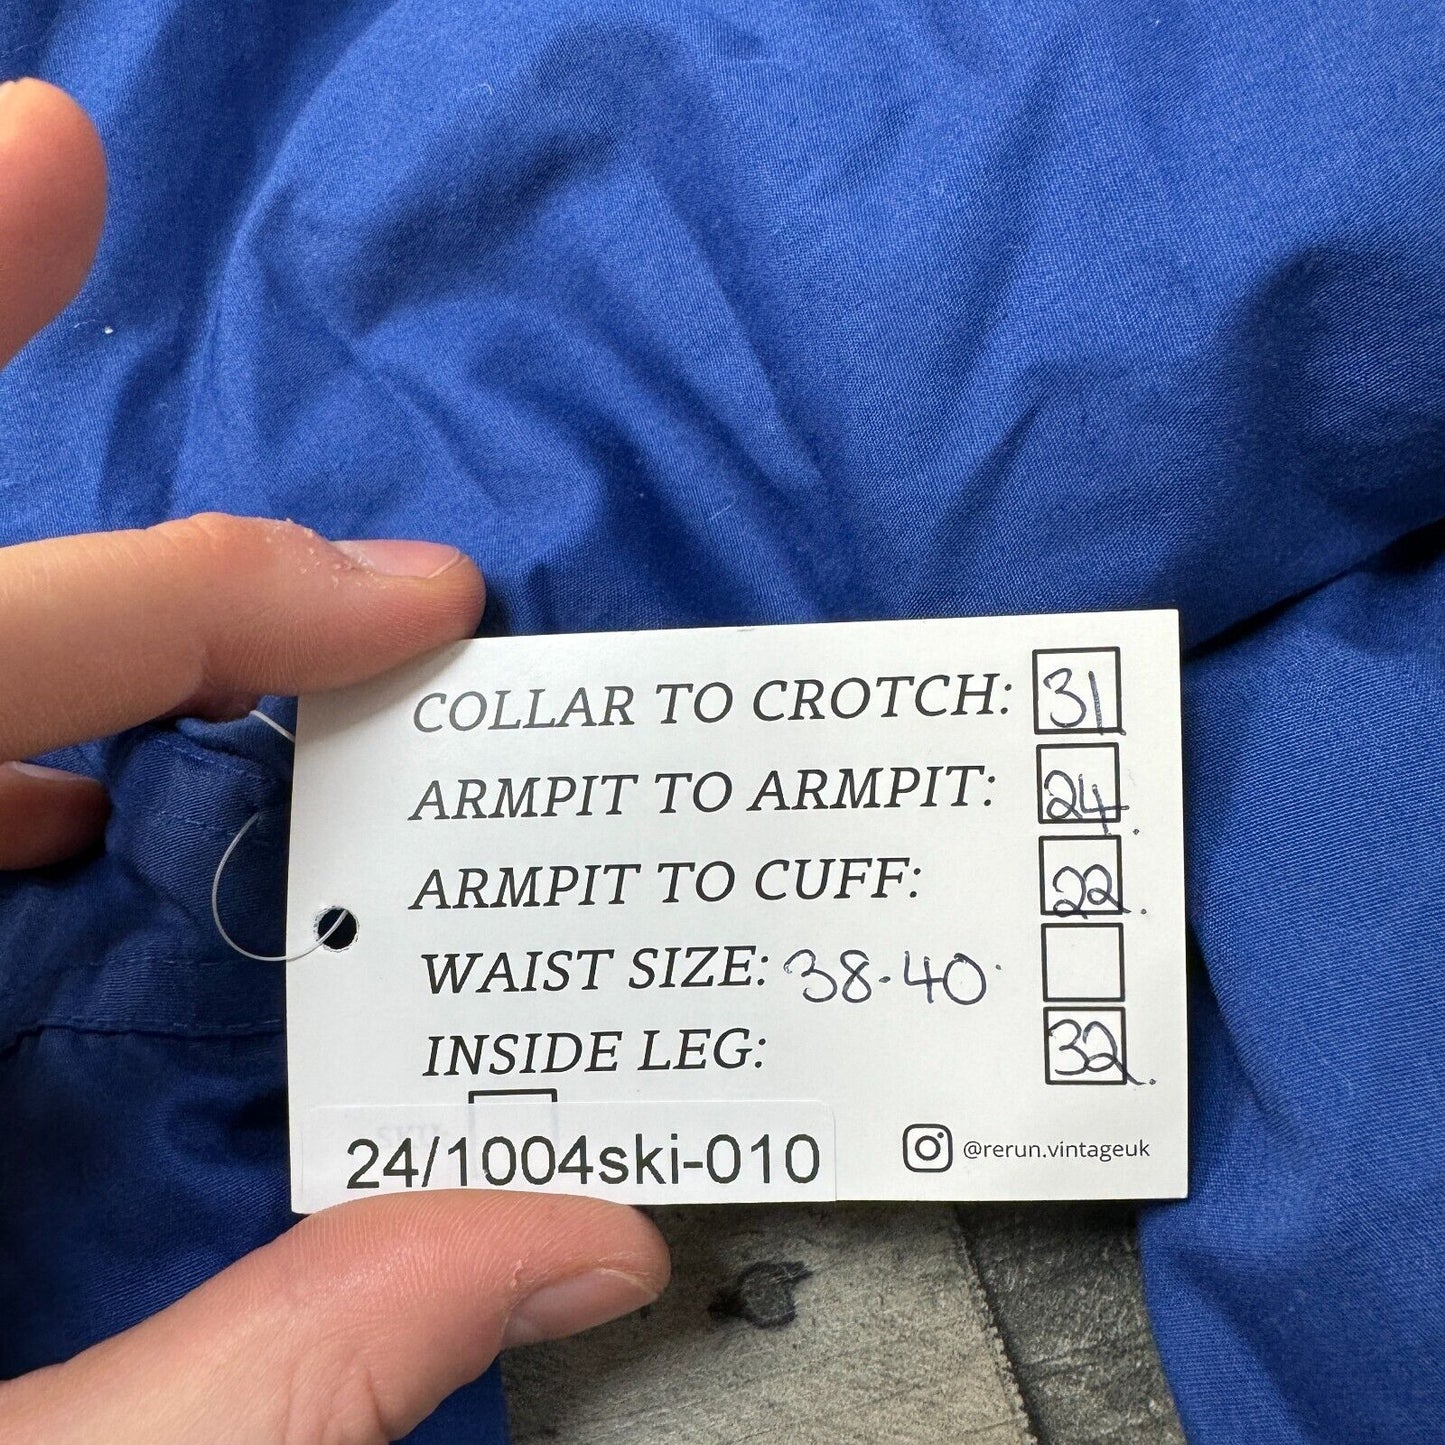 COLLAR TO CROTCH: 31
ARMPIT TO ARMPIT: 24.
ARMPIT TO CUFF: 22.
WAIST SIZE: 38-40.
INSIDE LEG: 32.
24/1004ski-010
@rerun.vintageuk